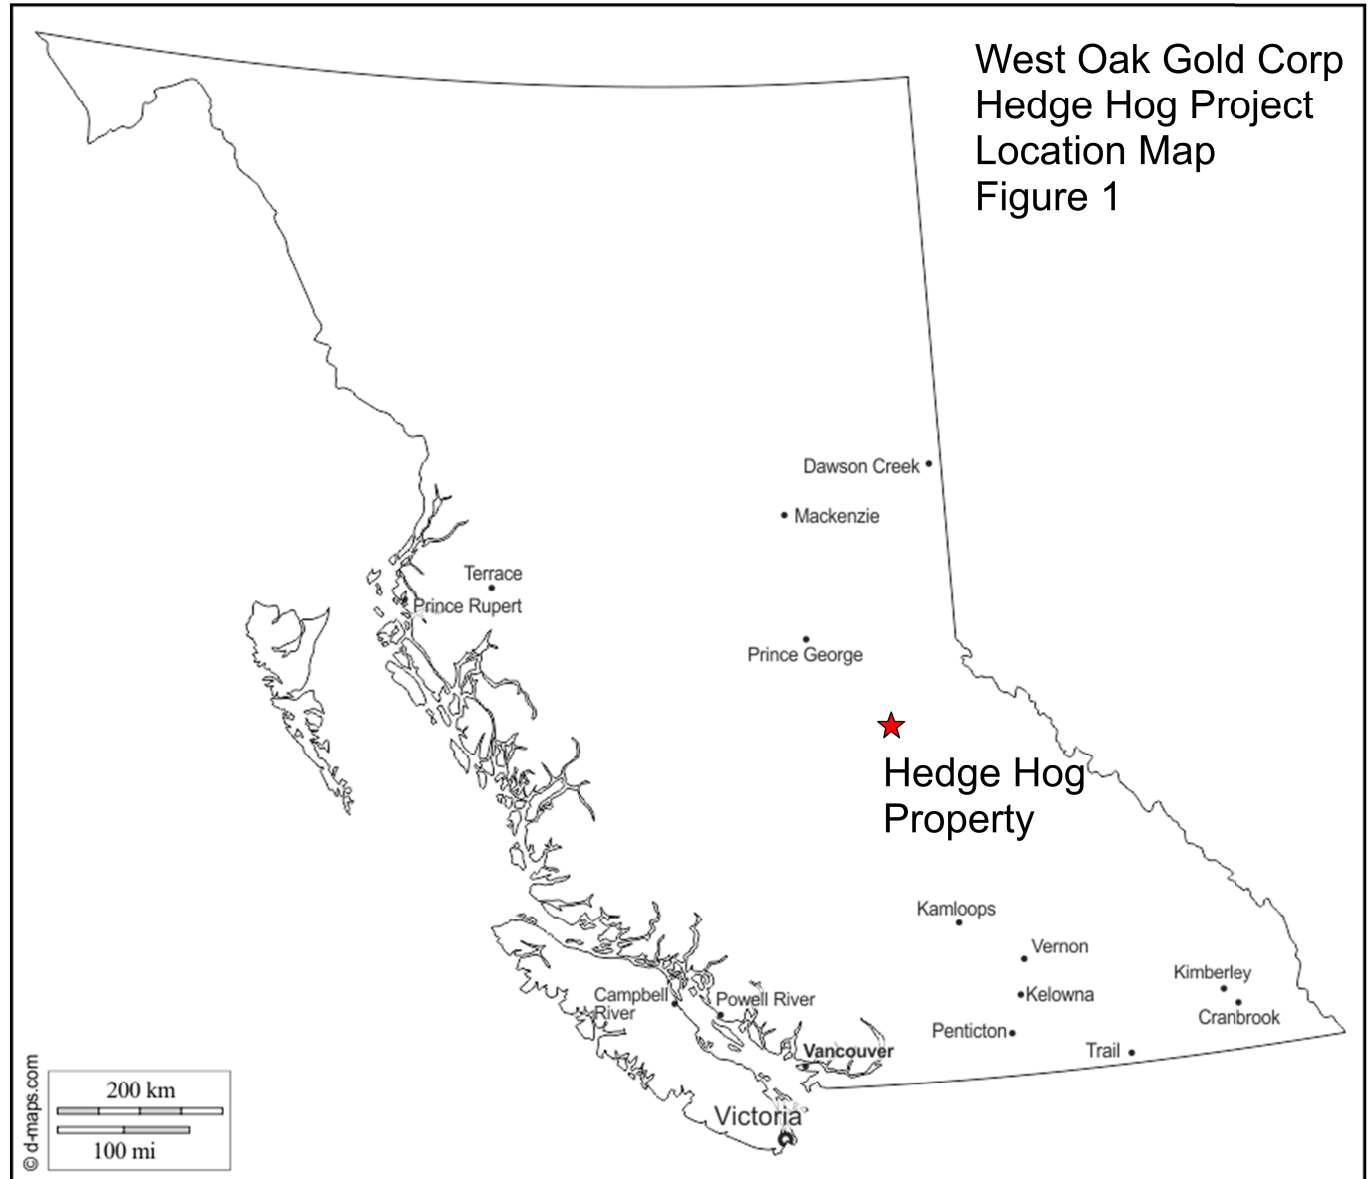 West Oak Gold Corp
Hedge Hog Project
Location Map
Figure 1
Dawson Creek
Mackenzie
Terrace
Prince Rupert
Prince George
Hedge Hog
Property
Kamloops
Vernon
Kimberley
Campbell
River
Powell River
Kelowna
Cranbrook
Penticton
Vancouver
Trail
Victoria
200 km
100 mi
© d-maps.com